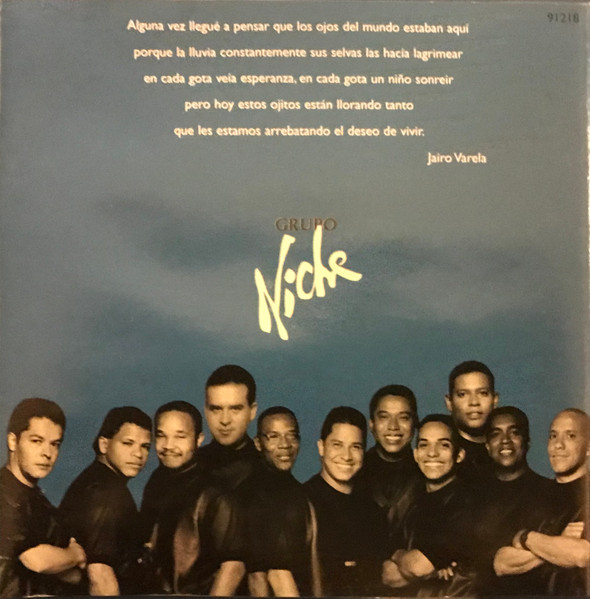 91218
Alguna vez llegué a pensar que los ojos del mundo estaban aquí
porque la lluvia constantemente sus selvas las hacía lagrimear
en cada gota veía esperanza, en cada gota un niño sonreir
pero hoy estos ojitos están llorando tanto
que les estamos arrebatando el deseo de vivir.
Jairo Varela
GRUPO
Niche